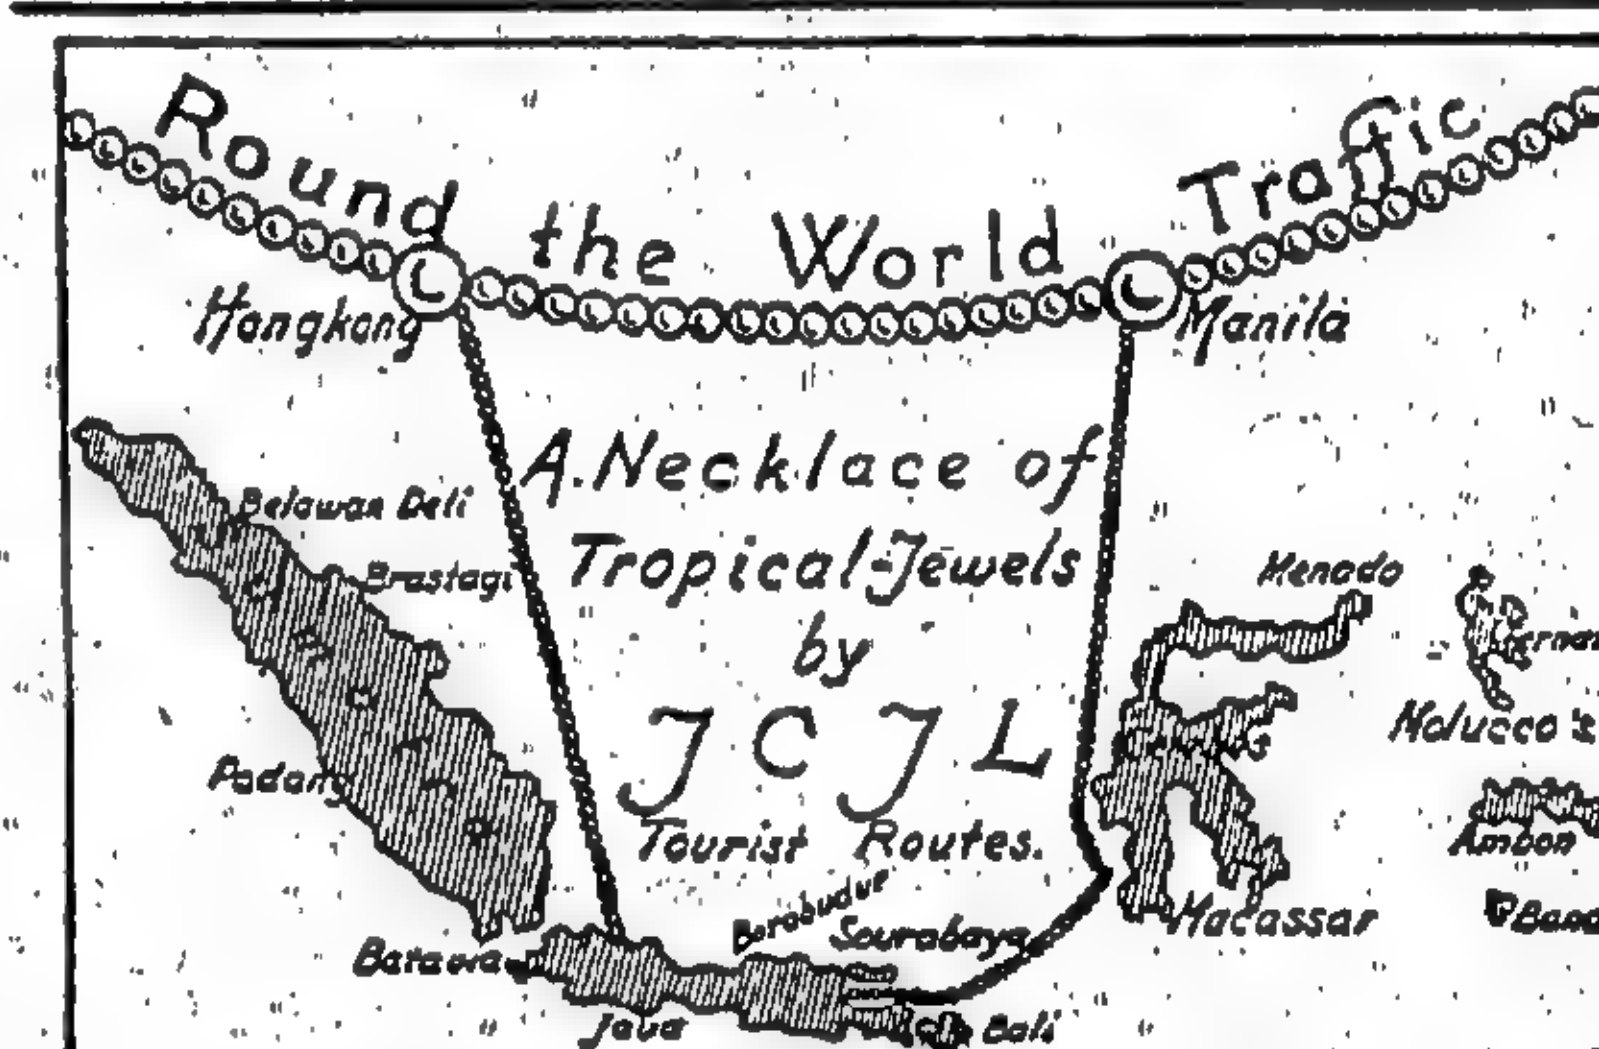 Round the World Traffic
Hongkong
Manila
A Necklace of
Tropical-Jewels
by
J C J L
Tourist Routes.
Belawan Deli
Brastagi
Padang
Menado
Molucco's
Ambon
Macassar
Borobudur
Sourabaya
Batavia
Java
Bali